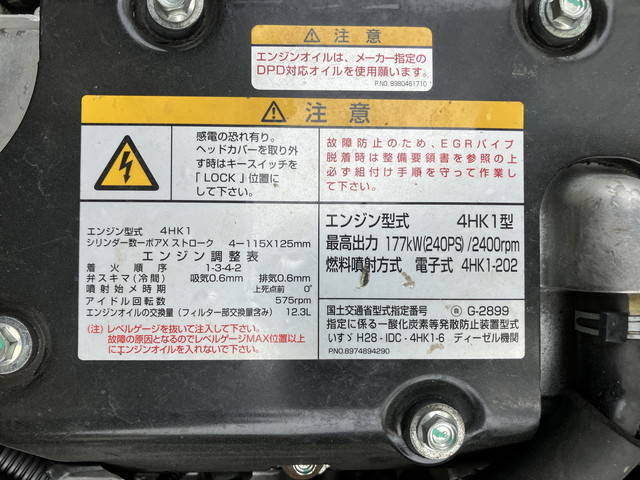 注意
エンジンオイルは、メーカー指定の
DPD対応オイルを使用願います。
P.NO. 8980461710
注意
感電の恐れ有り。
ヘッドカバーを取り外
す時はキースイッチを
「LOCK」位置に
して下さい。
故障防止のため、EGRパイプ
脱着時は整備要領書を参照の上
必ず組付け手順を守って作業し
て下さい。
エンジン型式 4HK1
シリンダー数−ボアXストローク 4−115X125mm
エンジン調整表
着火順序 1-3-4-2
弁スキマ(冷間) 吸気0.6mm 排気0.6mm
噴射始メ時期 上死点前 0°
アイドル回転数 575rpm
エンジンオイルの交換量(フィルター部交換量含み) 12.3L
(注)レベルゲージを抜いて注入して下さい。
故障の原因となるのでレベルゲージMAX位置以上
にエンジンオイルを入れないで下さい。
エンジン型式 4HK1型
最高出力 177kW(240PS)/2400rpm
燃料噴射方式 電子式 4HK1-202
国土交通省型式指定番号 G-2899
指定に係る一酸化炭素等発散防止装置型式
いすゞ H28-IDC-4HK1-6 ディーゼル機関
P.NO.8974894290